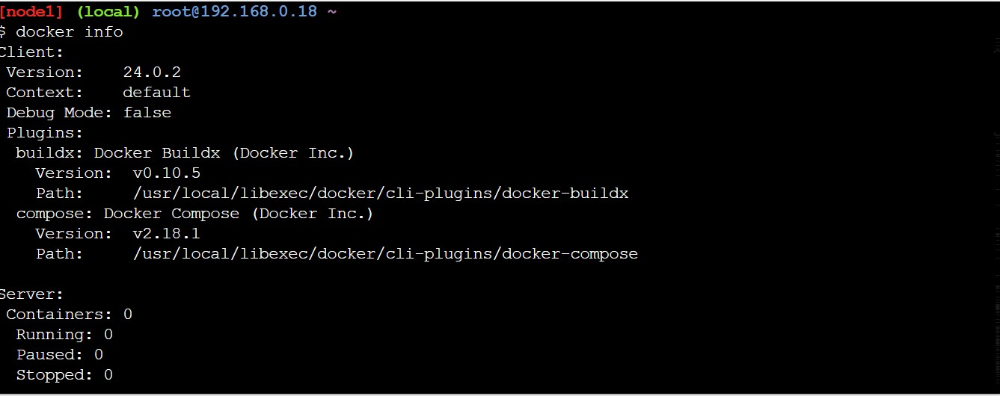 [node1] (local) root@192.168.0.18 ~
$ docker info
Client:
 Version:    24.0.2
 Context:    default
 Debug Mode: false
 Plugins:
  buildx: Docker Buildx (Docker Inc.)
    Version:  v0.10.5
    Path:     /usr/local/libexec/docker/cli-plugins/docker-buildx
  compose: Docker Compose (Docker Inc.)
    Version:  v2.18.1
    Path:     /usr/local/libexec/docker/cli-plugins/docker-compose

Server:
 Containers: 0
  Running: 0
  Paused: 0
  Stopped: 0